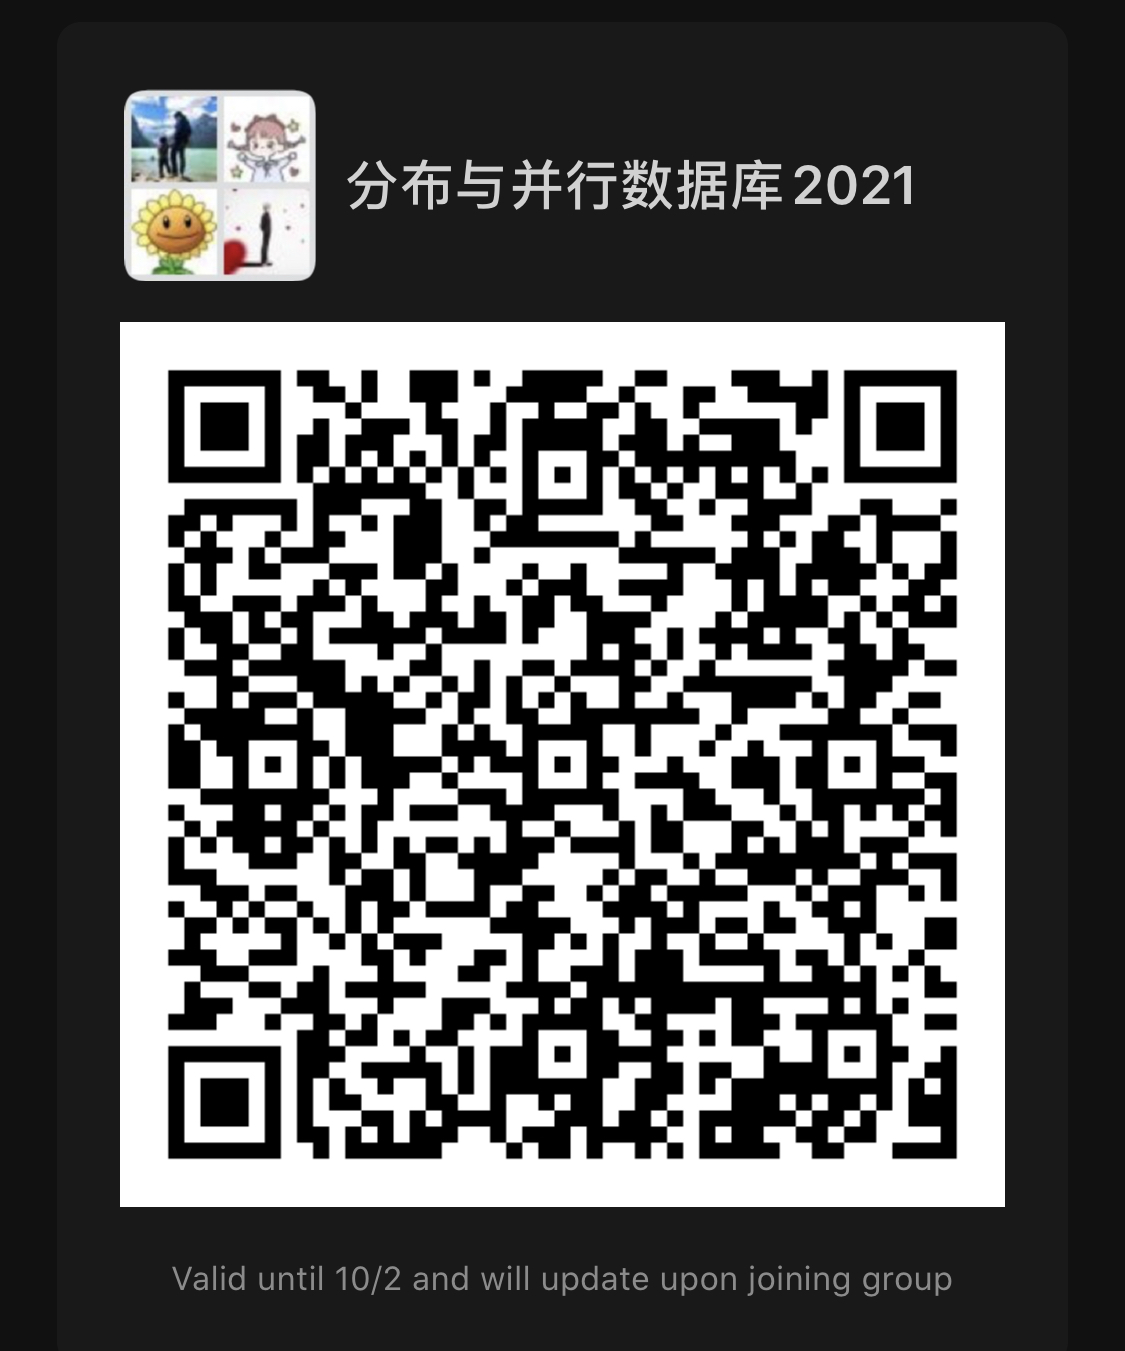 分布与并行数据库2021
Valid until 10/2 and will update upon joining group